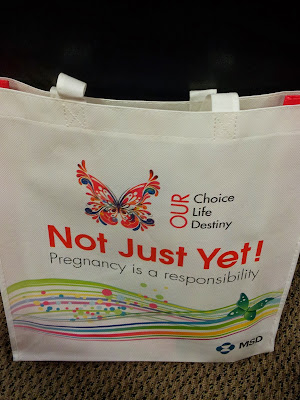 OUR
Choice
Life
Destiny
Not Just Yet!
Pregnancy is a responsibility
MSD